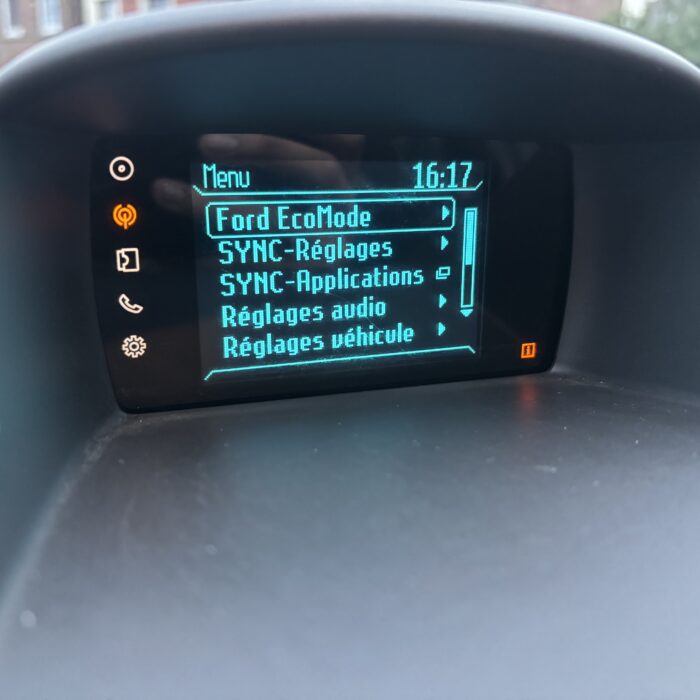 Menu 16:17
Ford EcoMode
SYNC-Réglages
SYNC-Applications
Réglages audio
Réglages véhicule